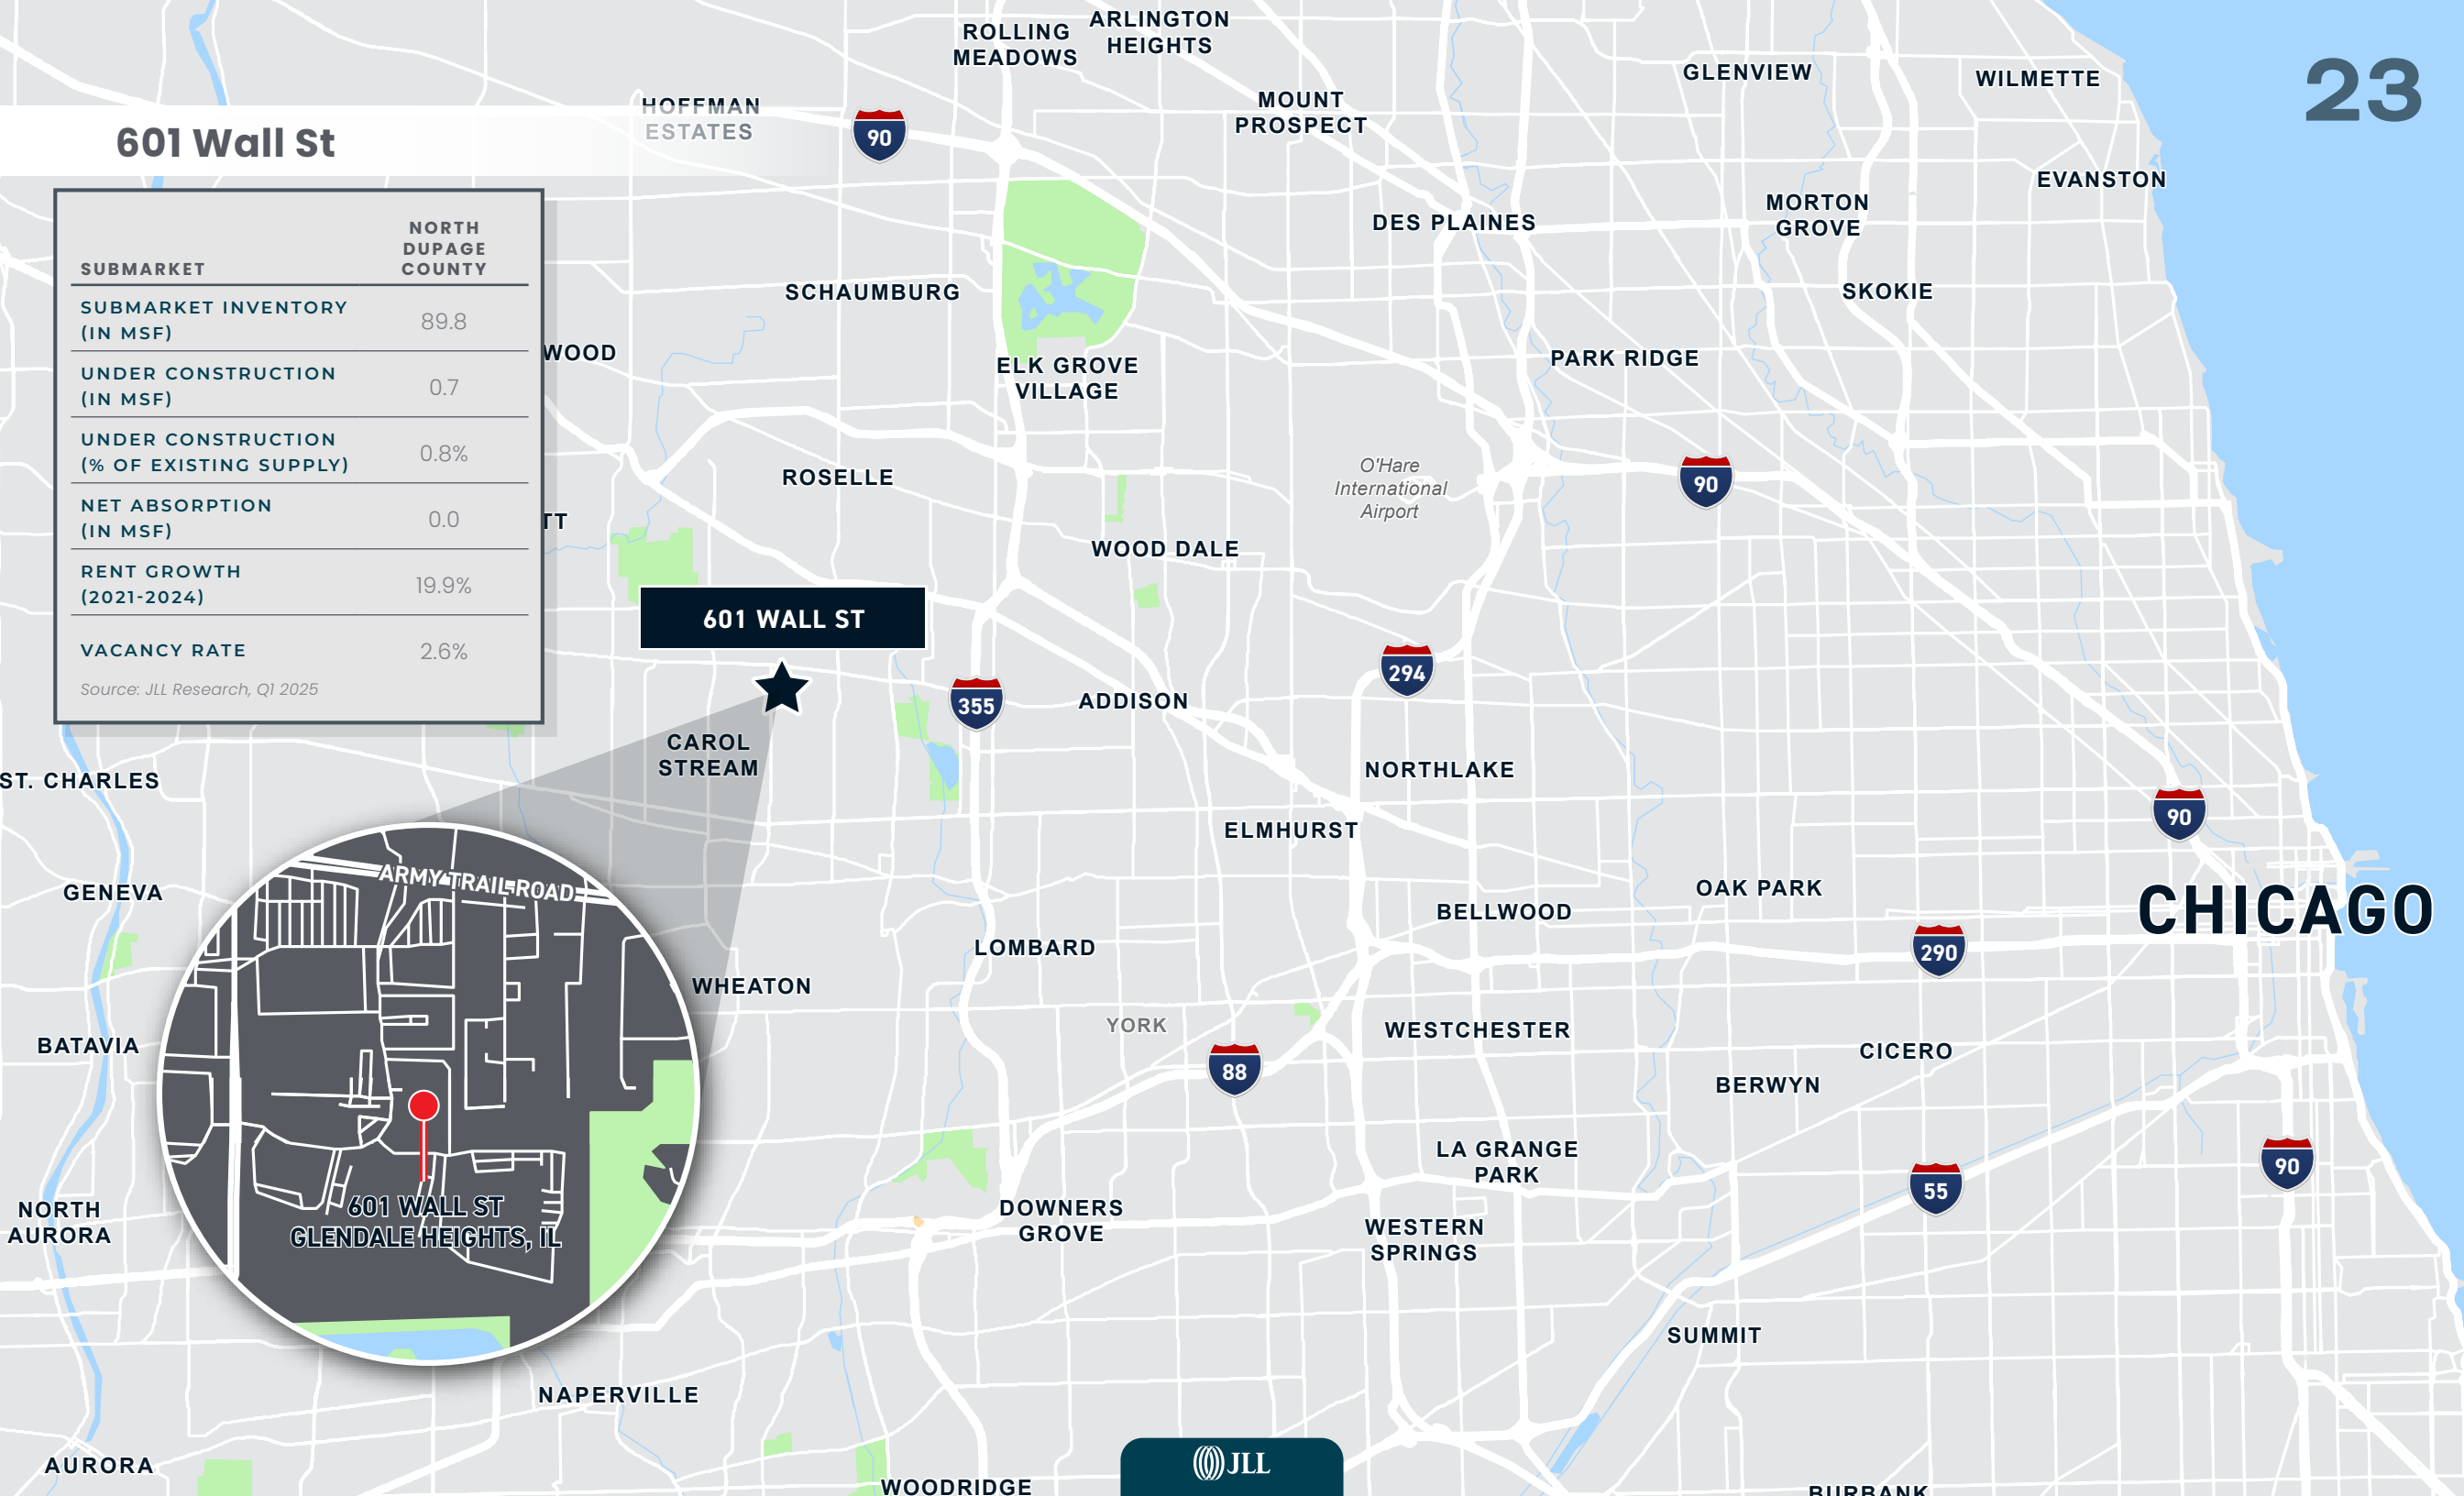 23
601 Wall St
SUBMARKET
NORTH
DUPAGE
COUNTY
SUBMARKET INVENTORY
(IN MSF)
89.8
UNDER CONSTRUCTION
(IN MSF)
0.7
UNDER CONSTRUCTION
(% OF EXISTING SUPPLY)
0.8%
NET ABSORPTION
(IN MSF)
0.0
RENT GROWTH
(2021-2024)
19.9%
VACANCY RATE
2.6%
Source: JLL Research, Q1 2025
ROLLING
MEADOWS
ARLINGTON
HEIGHTS
HOFFMAN
ESTATES
90
MOUNT
PROSPECT
GLENVIEW
WILMETTE
EVANSTON
MORTON
GROVE
DES PLAINES
SKOKIE
SCHAUMBURG
WOOD
ELK GROVE
VILLAGE
PARK RIDGE
ROSELLE
O'Hare
International
Airport
90
TT
WOOD DALE
601 WALL ST
294
355
ADDISON
CAROL
STREAM
NORTHLAKE
ST. CHARLES
90
ELMHURST
GENEVA
ARMY TRAIL ROAD
OAK PARK
BELLWOOD
CHICAGO
LOMBARD
290
WHEATON
YORK
WESTCHESTER
BATAVIA
88
CICERO
BERWYN
LA GRANGE
PARK
90
55
601 WALL ST
GLENDALE HEIGHTS, IL
NORTH
AURORA
DOWNERS
GROVE
WESTERN
SPRINGS
SUMMIT
NAPERVILLE
AURORA
JLL
WOODRIDGE
BURBANK